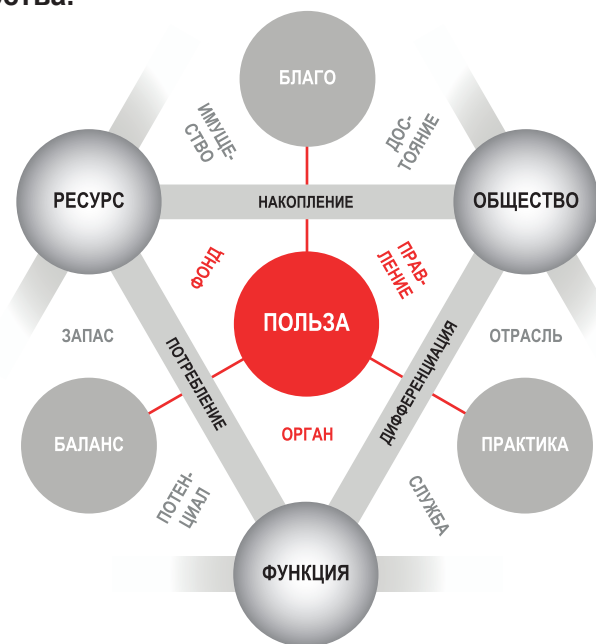 БЛАГО
ИМУЩЕ-
СТВО
ДОС-
ТОЯНИЕ
РЕСУРС
НАКОПЛЕНИЕ
ОБЩЕСТВО
ФОНД
ПРАВ-
ЛЕНИЕ
ПОЛЬЗА
ЗАПАС
ОТРАСЛЬ
ПОТРЕБЛЕНИЕ
ДИФФЕРЕНЦИАЦИЯ
БАЛАНС
ОРГАН
ПРАКТИКА
ПОТЕН-
ЦИАЛ
СЛУЖБА
ФУНКЦИЯ